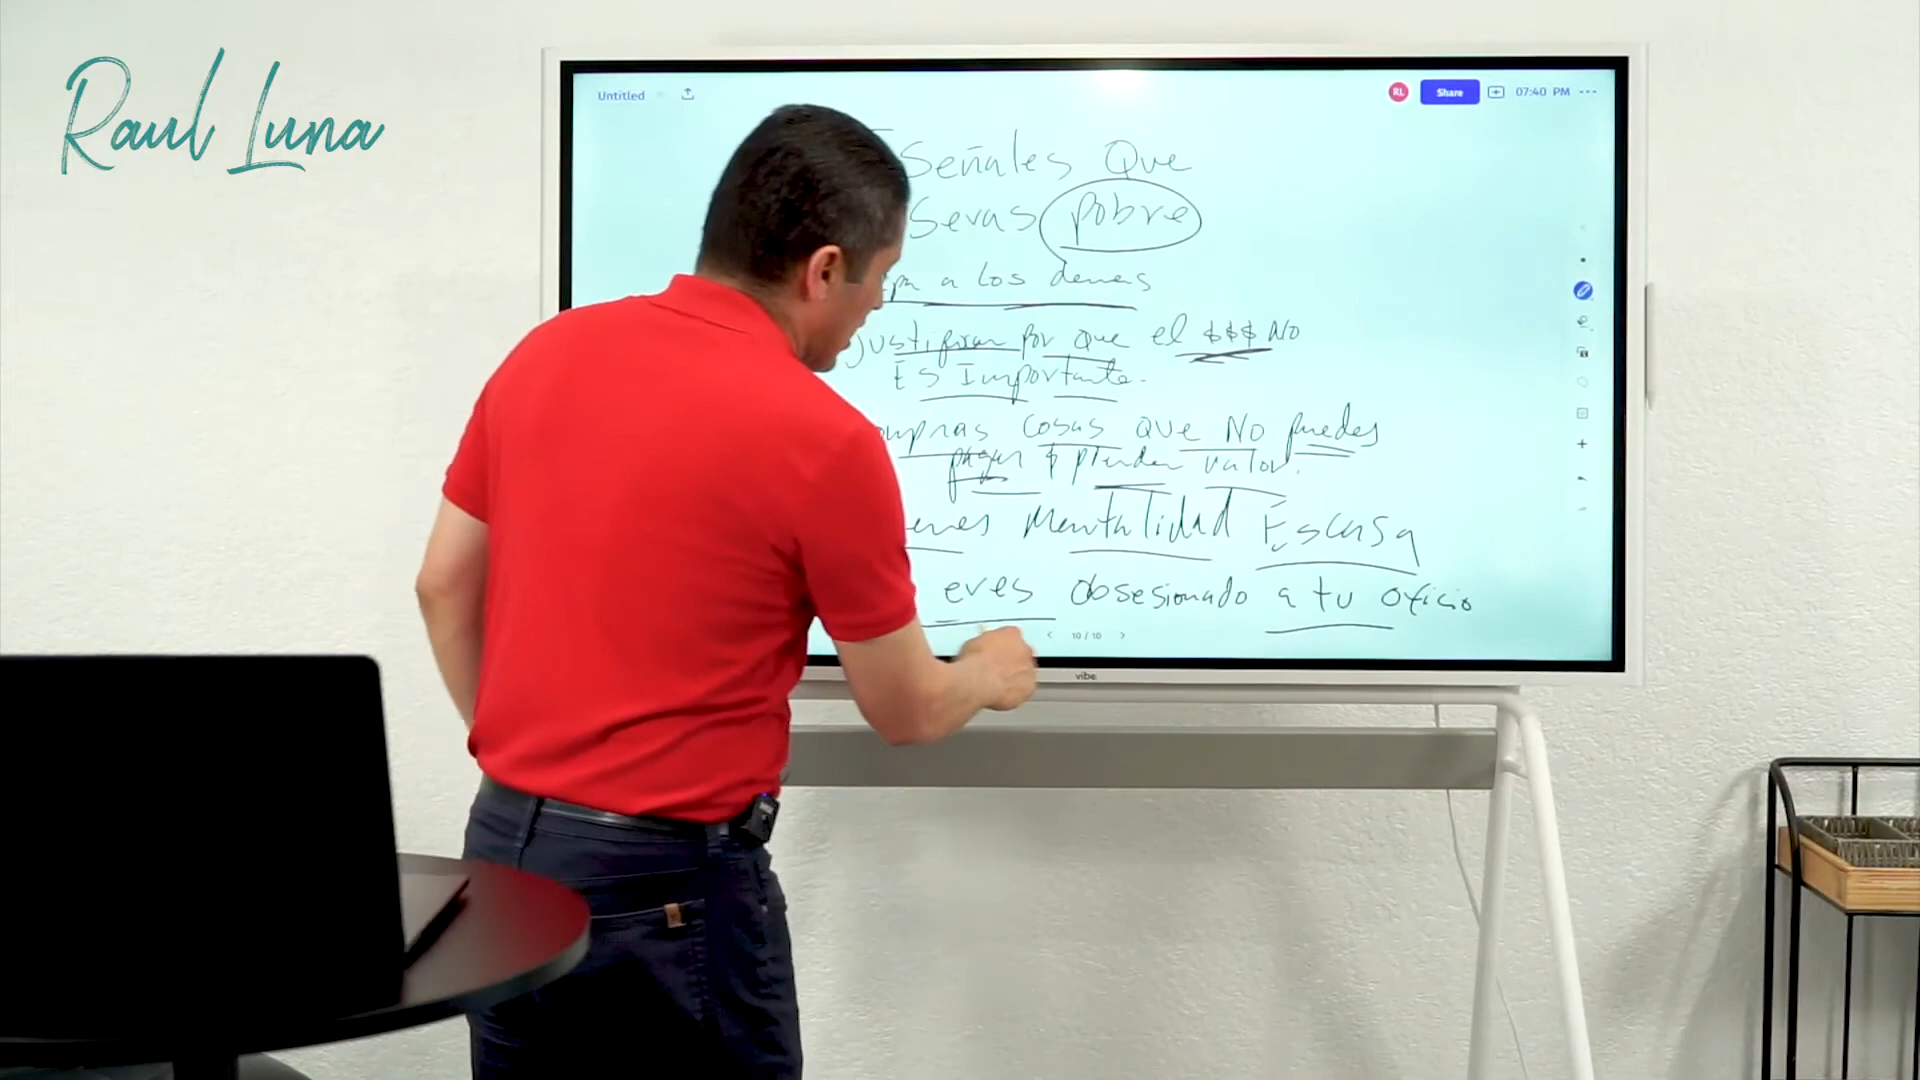 Raul Luna
Untitled
RL
Share
07:40 PM
Señales Que
Seras pobre
a Los demas
Justificar Por Que el $$$ No
Es Importante.
Cosas Que No puedes
pagar $ pierden valor.
Mentalidad Escasa
eres obsesionado a tu oficio
10 / 10
vibe